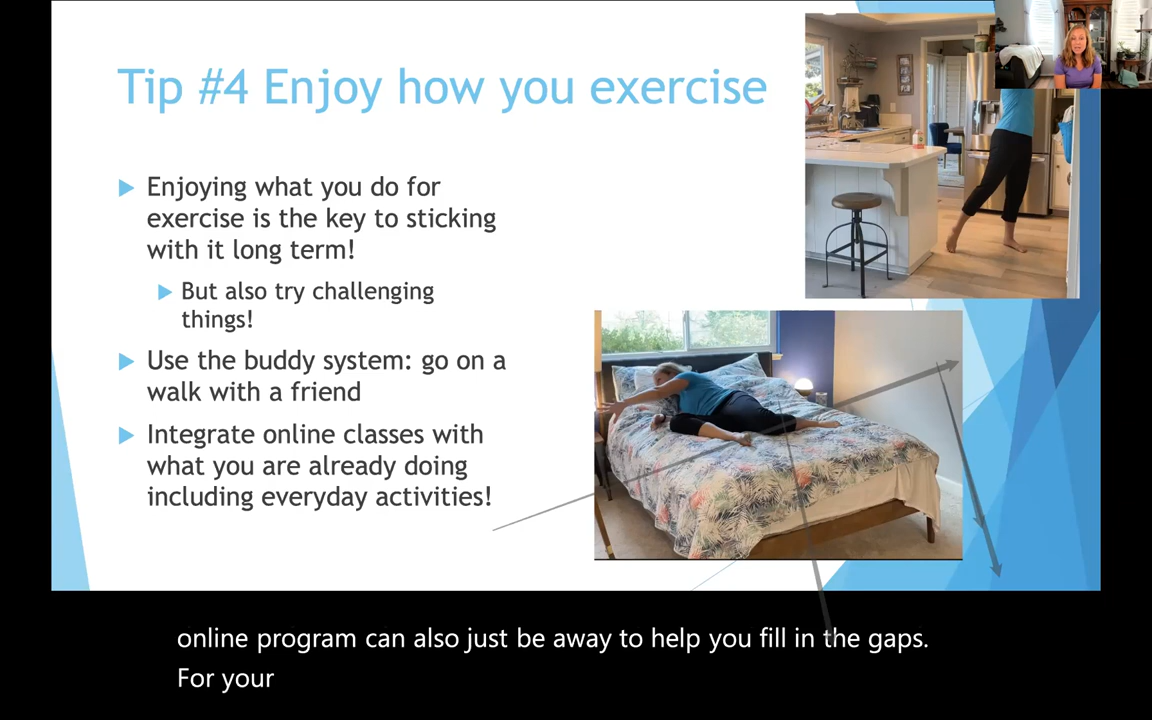 Tip #4 Enjoy how you exercise
Enjoying what you do for
exercise is the key to sticking
with it long term!
But also try challenging
things!
Use the buddy system: go on a
walk with a friend
Integrate online classes with
what you are already doing
including everyday activities!
online program can also just be away to help you fill in the gaps.
For your